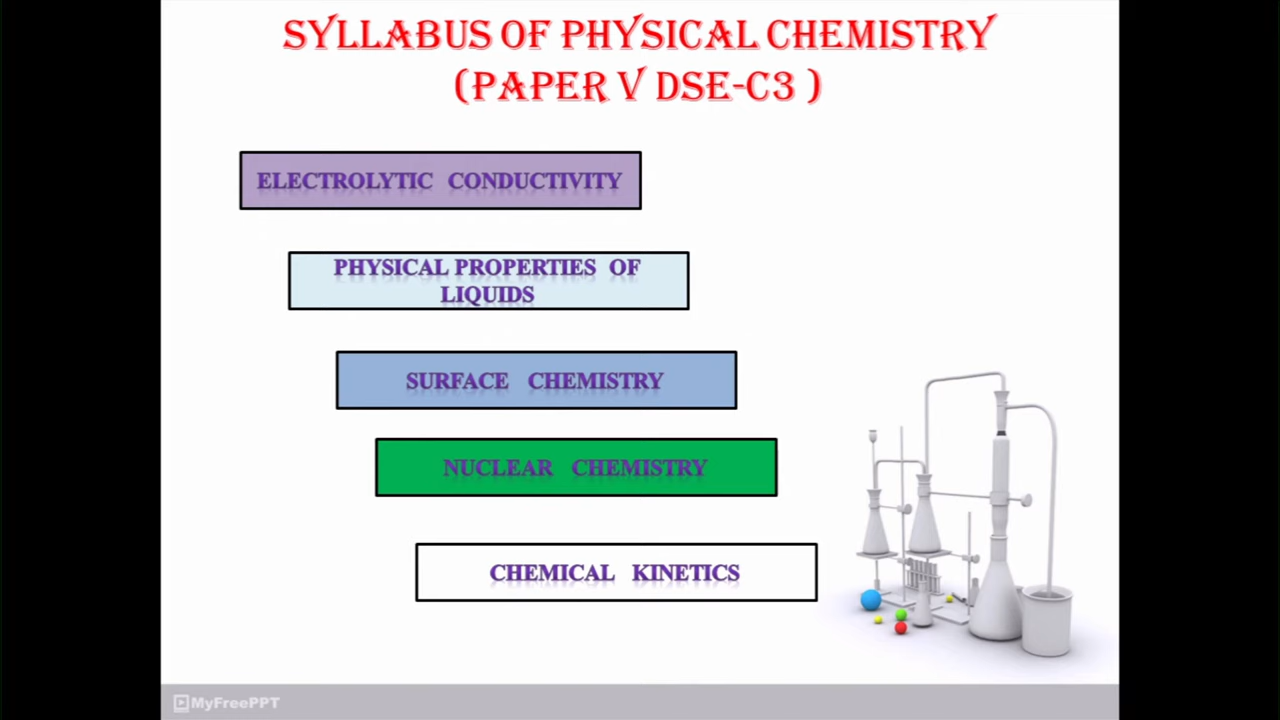 SYLLABUS OF PHYSICAL CHEMISTRY
(PAPER V DSE-C3 )
ELECTROLYTIC CONDUCTIVITY
PHYSICAL PROPERTIES OF
LIQUIDS
SURFACE CHEMISTRY
NUCLEAR CHEMISTRY
CHEMICAL KINETICS
MyFreePPT